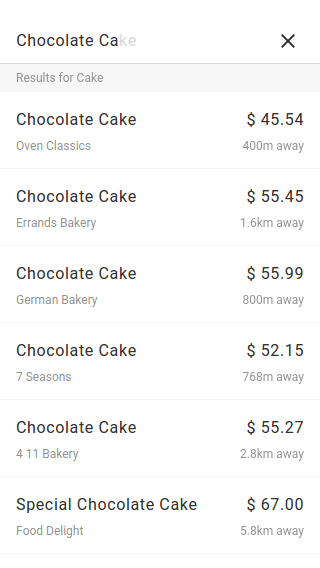 Chocolate Cake
Results for Cake
Chocolate Cake $ 45.54
Oven Classics 400m away
Chocolate Cake $ 55.45
Errands Bakery 1.6km away
Chocolate Cake $ 55.99
German Bakery 800m away
Chocolate Cake $ 52.15
7 Seasons 768m away
Chocolate Cake $ 55.27
4 11 Bakery 2.8km away
Special Chocolate Cake $ 67.00
Food Delight 5.8km away